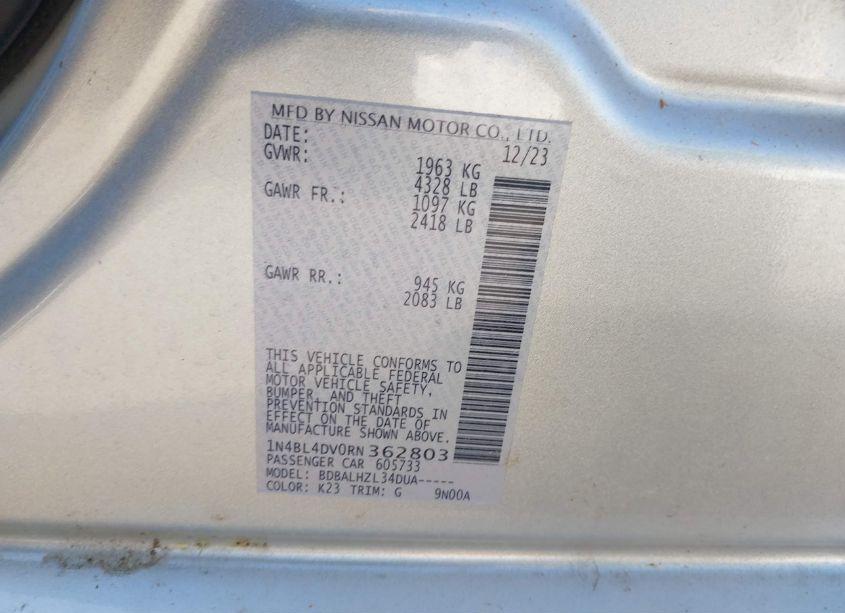 MFD BY NISSAN MOTOR CO., LTD.
DATE: 12/23
GVWR: 1963 KG
4328 LB
GAWR FR.: 1097 KG
2418 LB
GAWR RR.: 945 KG
2083 LB
THIS VEHICLE CONFORMS TO
ALL APPLICABLE FEDERAL
MOTOR VEHICLE SAFETY,
BUMPER, AND THEFT
PREVENTION STANDARDS IN
EFFECT ON THE DATE OF
MANUFACTURE SHOWN ABOVE.
1N4BL4DV0RN362803
PASSENGER CAR 605733
MODEL: BDBALHZL34DUA-----
COLOR: K23 TRIM: G 9N00A